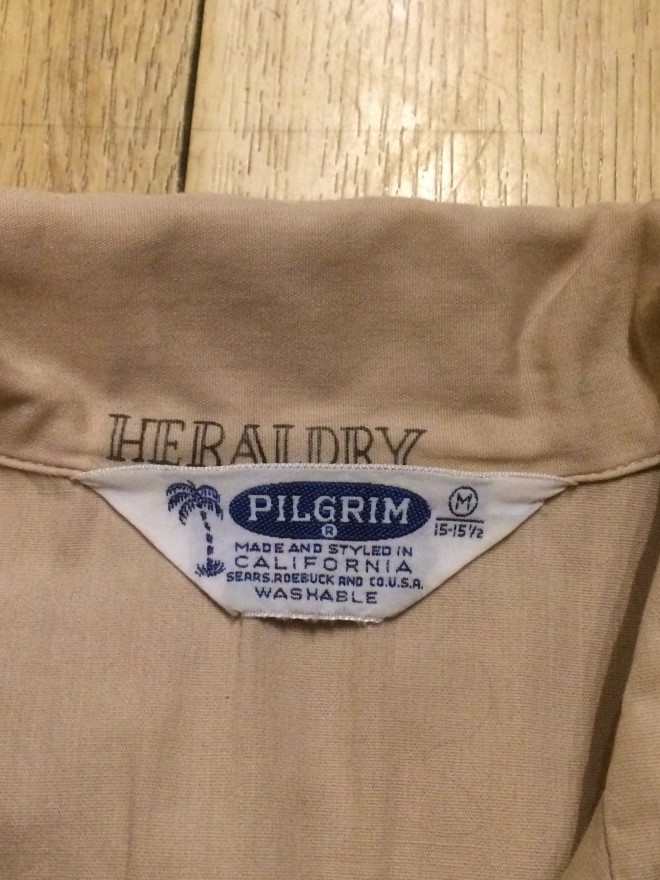 HERALDRY
PILGRIM
®
MADE AND STYLED IN
CALIFORNIA
SEARS, ROEBUCK AND CO. U.S.A.
WASHABLE
M
15-15½